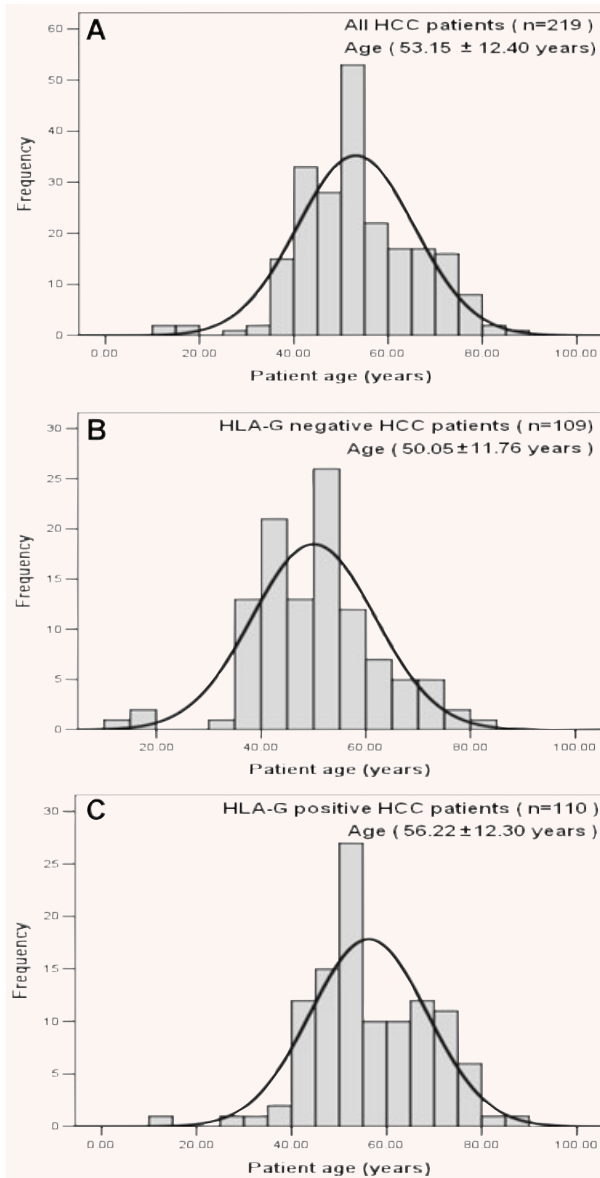 A
All HCC patients ( n=219 )
Age ( 53.15 ± 12.40 years)
60
50
40
30
20
10
0
Frequency
0.00 20.00 40.00 60.00 80.00 100.00
Patient age (years)
B
HLA-G negative HCC patients ( n=109)
Age ( 50.05±11.76 years )
30
25
20
15
10
5
0
Frequency
20.00 40.00 60.00 80.00 100.00
Patient age (years)
C
HLA-G positive HCC patients ( n=110 )
Age ( 56.22±12.30 years )
30
25
20
15
10
5
0
Frequency
0.00 20.00 40.00 60.00 80.00 100.00
Patient age (years)